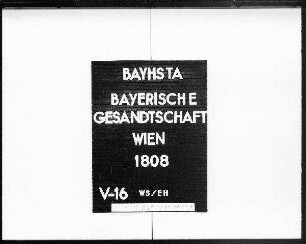 BAYHSTA
BAYERISCHE
GESANDTSCHAFT
WIEN
1808
V-16 WS/EH